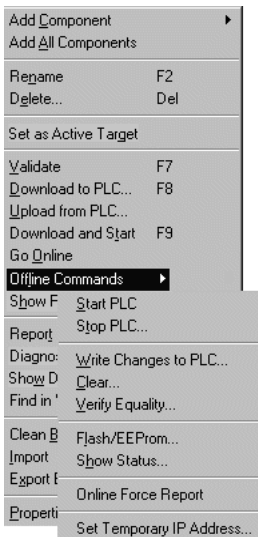 Add Component
Add All Components
Rename F2
Delete... Del
Set as Active Target
Validate F7
Download to PLC... F8
Upload from PLC...
Download and Start F9
Go Online
Offline Commands
Show F
Start PLC
Stop PLC...
Report
Diagno
Write Changes to PLC...
Show D
Clear...
Find in '
Verify Equality...
Clean B
Flash/EEProm...
Import
Show Status...
Export E
Online Force Report
Properti
Set Temporary IP Address...